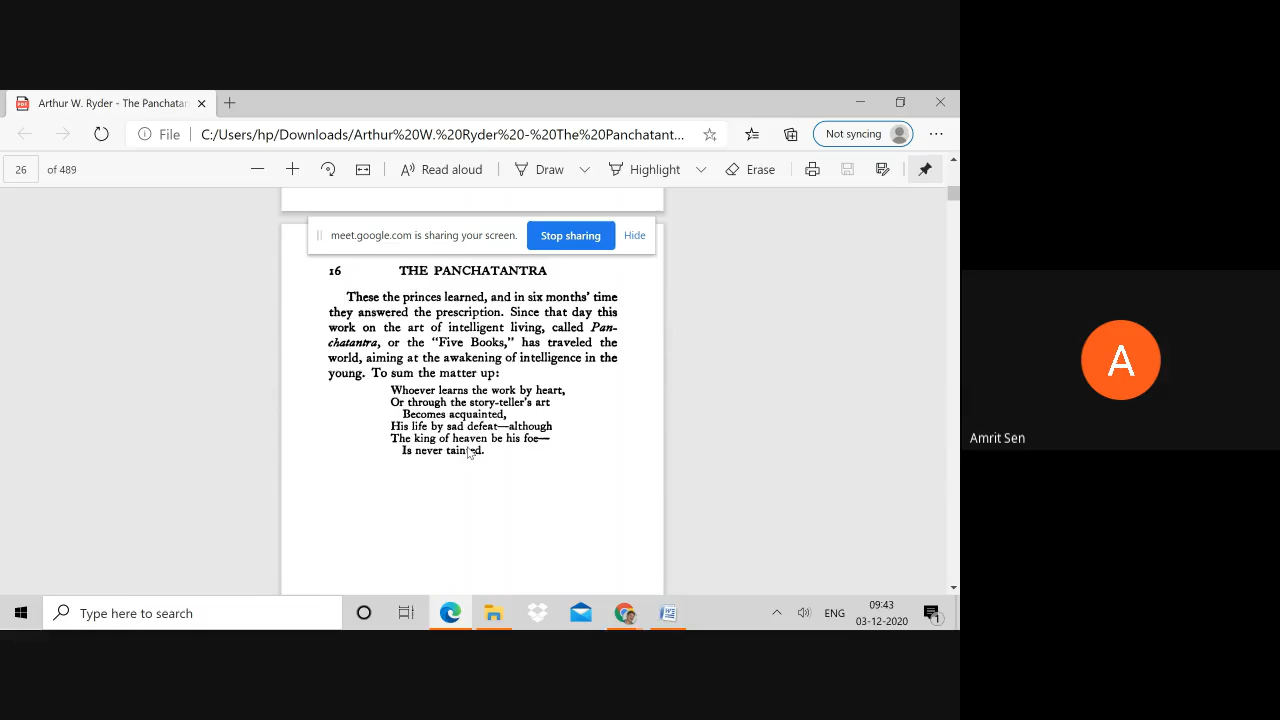 Arthur W. Ryder - The Panchatan
File C:/Users/hp/Downloads/Arthur%20W.%20Ryder%20-%20The%20Panchatant...
Not syncing
26 of 489
Read aloud
Draw
Highlight
Erase
meet.google.com is sharing your screen.
Stop sharing
Hide
16 THE PANCHATANTRA
These the princes learned, and in six months' time
they answered the prescription. Since that day this
work on the art of intelligent living, called Pan-
chatantra, or the "Five Books," has traveled the
world, aiming at the awakening of intelligence in the
young. To sum the matter up:
Whoever learns the work by heart,
Or through the story-teller's art
Becomes acquainted,
His life by sad defeat—although
The king of heaven be his foe—
Is never tainted.
A
Amrit Sen
Type here to search
ENG
09:43
03-12-2020
1